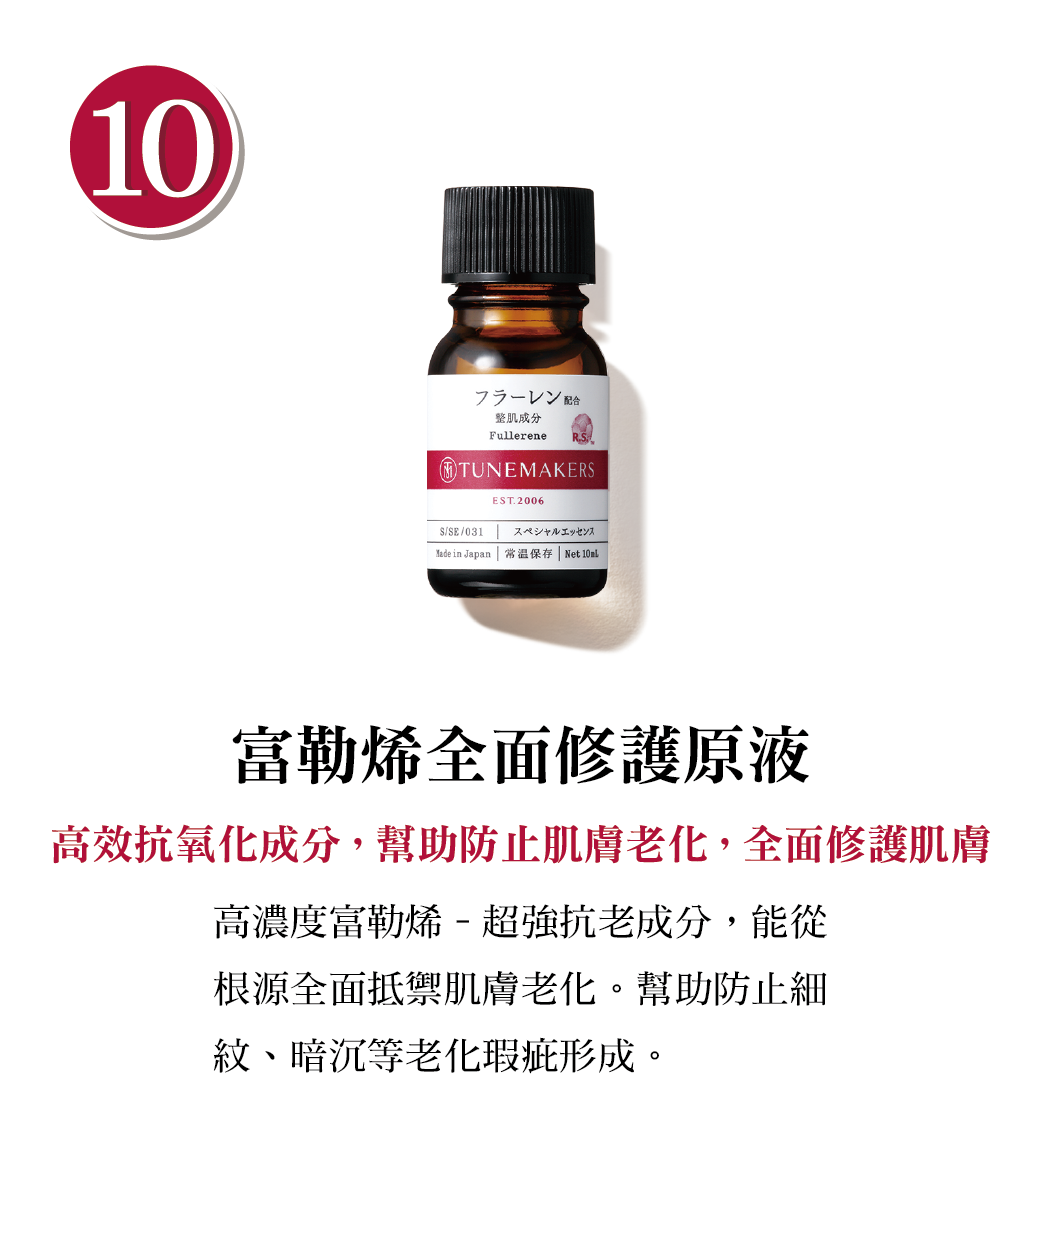 10
フラーレン配合
整肌成分
Fullerene
R.S.™
TUNEMAKERS
EST.2006
S/SE/031 スペシャルエッセンス
Made in Japan 常温保存 Net 10mL
富勒烯全面修護原液
高效抗氧化成分，幫助防止肌膚老化，全面修護肌膚
高濃度富勒烯－超強抗老成分，能從
根源全面抵禦肌膚老化。幫助防止細
紋、暗沉等老化瑕疵形成。